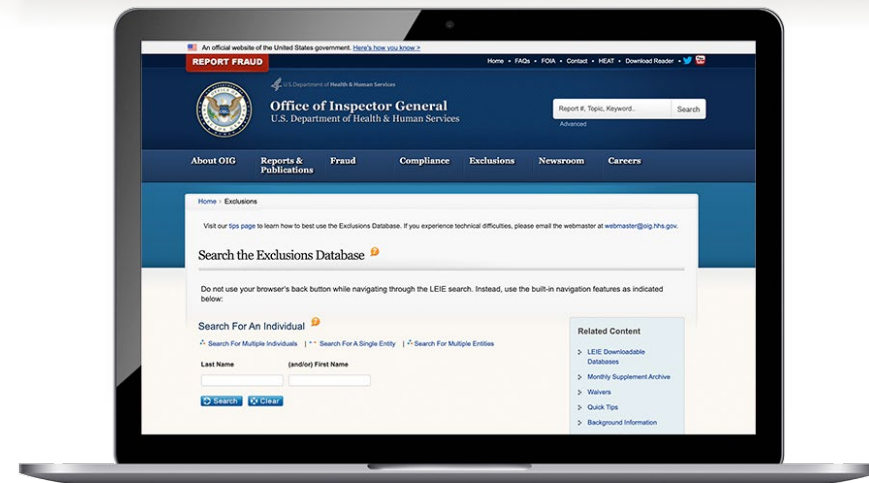 An official website of the United States government. Here's how you know >
REPORT FRAUD
Home • FAQs • FOIA • Contact • HEAT • Download Reader •
U.S. Department of Health & Human Services
Office of Inspector General
U.S. Department of Health & Human Services
Report #, Topic, Keyword..
Search
Advanced
About OIG
Reports & Publications
Fraud
Compliance
Exclusions
Newsroom
Careers
Home › Exclusions
Visit our tips page to learn how to best use the Exclusions Database. If you experience technical difficulties, please email the webmaster at webmaster@oig.hhs.gov.
Search the Exclusions Database
Do not use your browser's back button while navigating through the LEIE search. Instead, use the built-in navigation features as indicated
below:
Search For An Individual
Search For Multiple Individuals | Search For A Single Entity | Search For Multiple Entities
Last Name
(and/or) First Name
Search
Clear
Related Content
LEIE Downloadable
Databases
Monthly Supplement Archive
Waivers
Quick Tips
Background Information